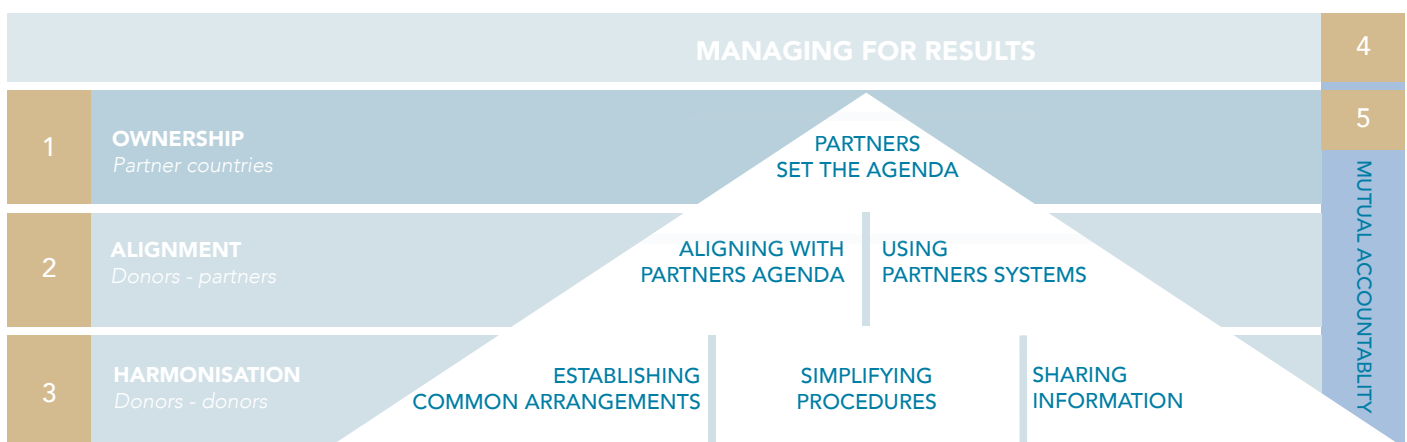 MANAGING FOR RESULTS
4
1
OWNERSHIP
Partner countries
PARTNERS
SET THE AGENDA
5
MUTUAL ACCOUNTABLITY
2
ALIGNMENT
Donors - partners
ALIGNING WITH
PARTNERS AGENDA
USING
PARTNERS SYSTEMS
3
HARMONISATION
Donors - donors
ESTABLISHING
COMMON ARRANGEMENTS
SIMPLIFYING
PROCEDURES
SHARING
INFORMATION